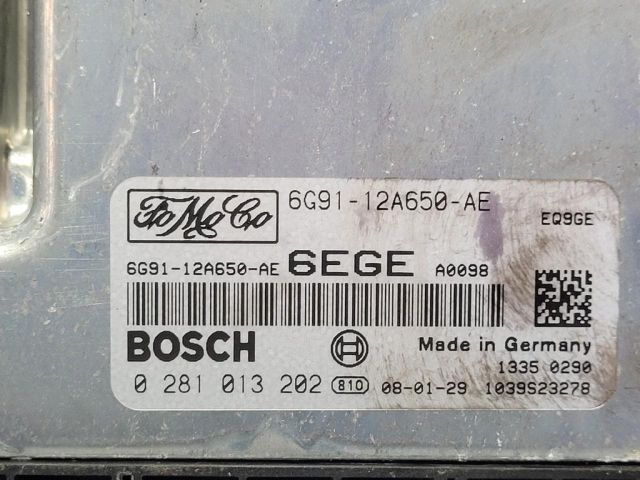 FoMoCo 6G91-12A650-AE
EQ9GE
6G91-12A650-AE 6EGE A0098
BOSCH Made in Germany
1335 0290
0 281 013 202 810 08-01-29 1039S23278